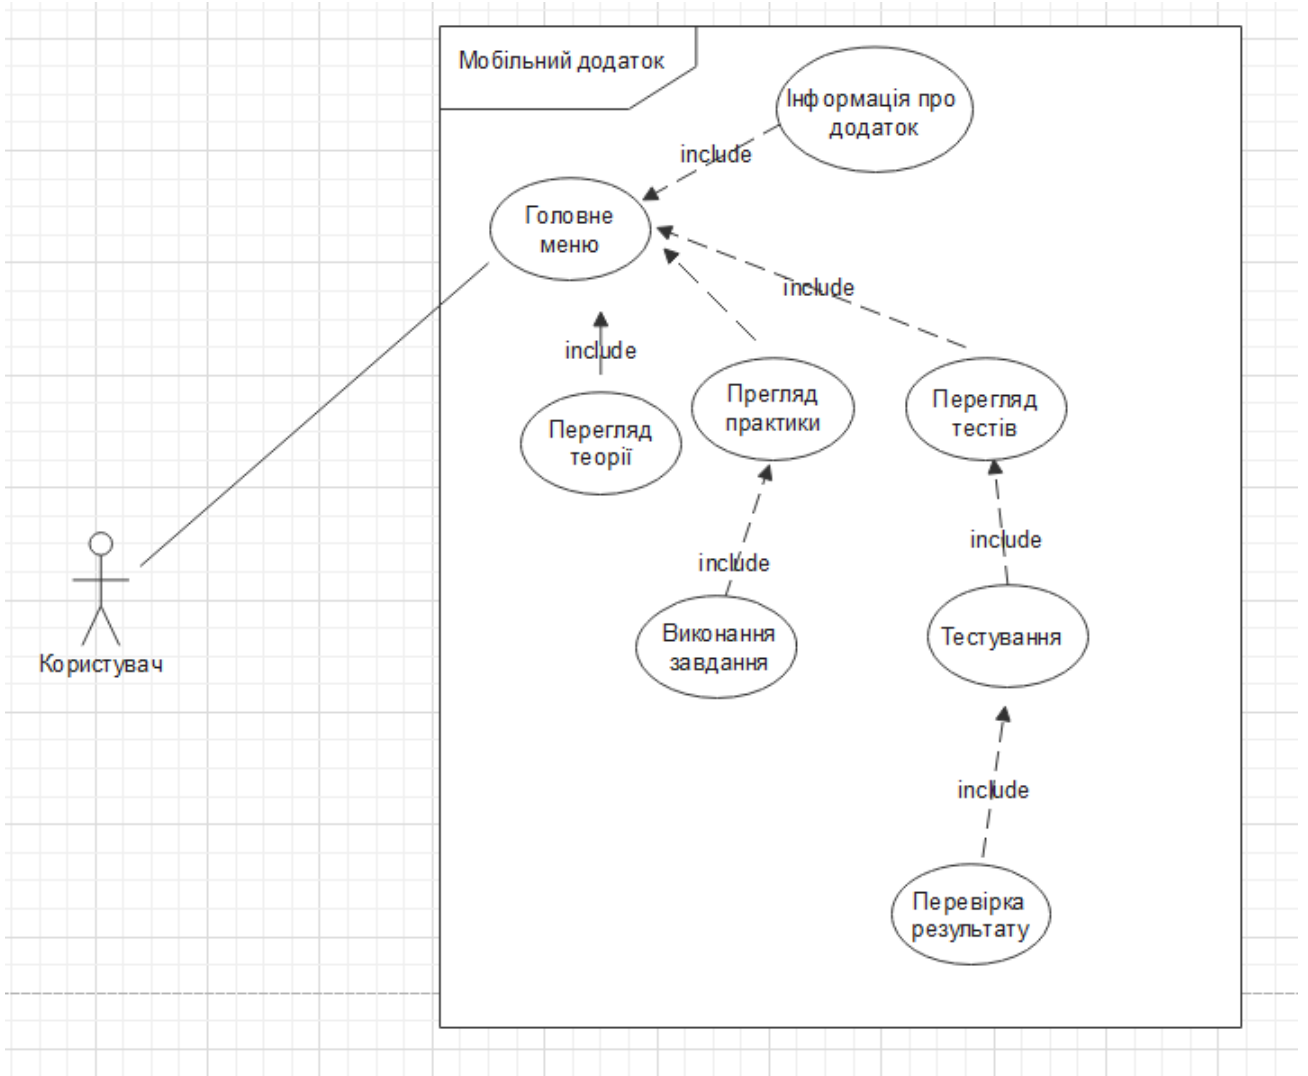 Мобільний додаток
Інформація про
додаток
include
Головне
меню
include
include
Перегляд
теорії
Прегляд
практики
Перегляд
тестів
include
include
Виконання
завдання
Тестування
Користувач
include
Перевірка
результату